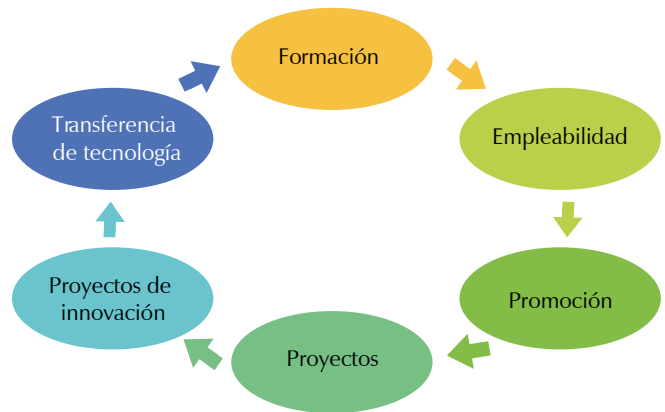 Formación
Empleabilidad
Promoción
Proyectos
Proyectos de
innovación
Transferencia
de tecnología